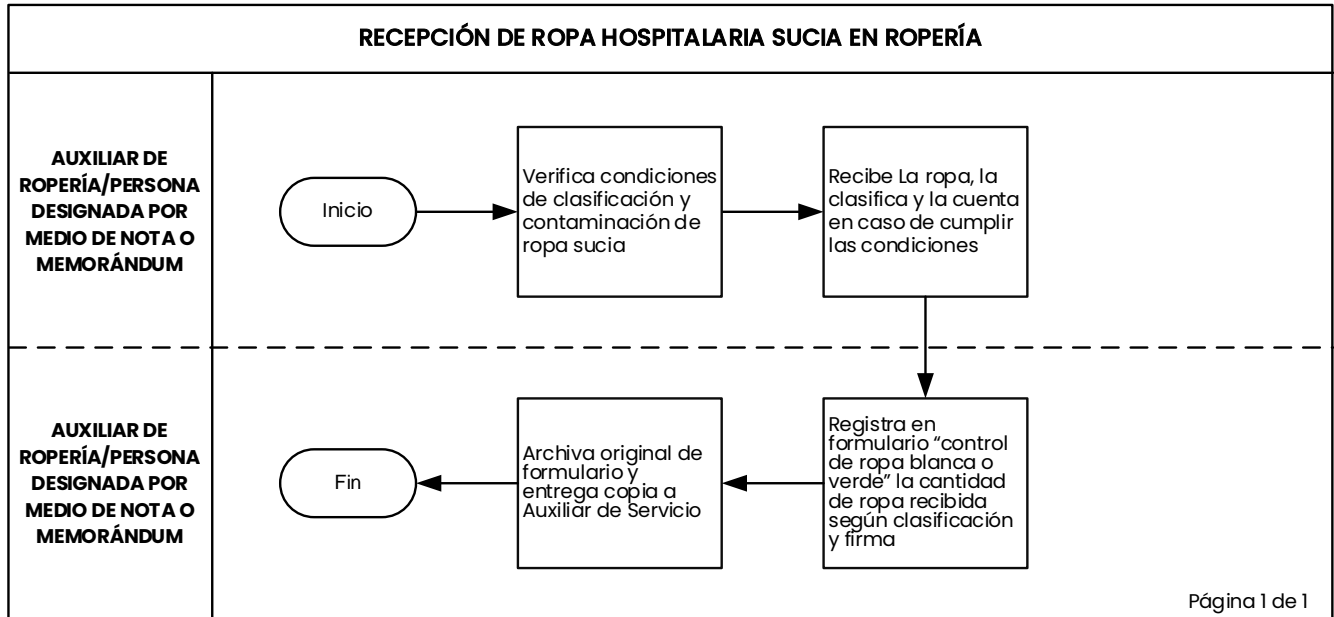 RECEPCIÓN DE ROPA HOSPITALARIA SUCIA EN ROPERÍA
AUXILIAR DE
ROPERÍA/PERSONA
DESIGNADA POR
MEDIO DE NOTA O
MEMORÁNDUM
Inicio
Verifica condiciones
de clasificación y
contaminación de
ropa sucia
Recibe La ropa, la
clasifica y la cuenta
en caso de cumplir
las condiciones
AUXILIAR DE
ROPERÍA/PERSONA
DESIGNADA POR
MEDIO DE NOTA O
MEMORÁNDUM
Fin
Archiva original de
formulario y
entrega copia a
Auxiliar de Servicio
Registra en
formulario “control
de ropa blanca o
verde” la cantidad
de ropa recibida
según clasificación
y firma
Página 1 de 1